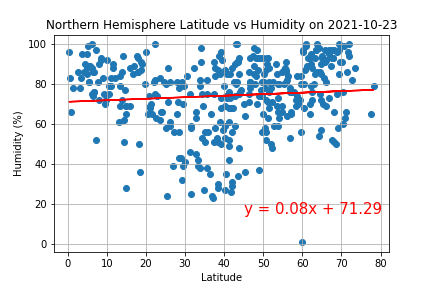 Northern Hemisphere Latitude vs Humidity on 2021-10-23
100
80
60
40
20
0
Humidity (%)
y = 0.08x + 71.29
0 10 20 30 40 50 60 70 80
Latitude